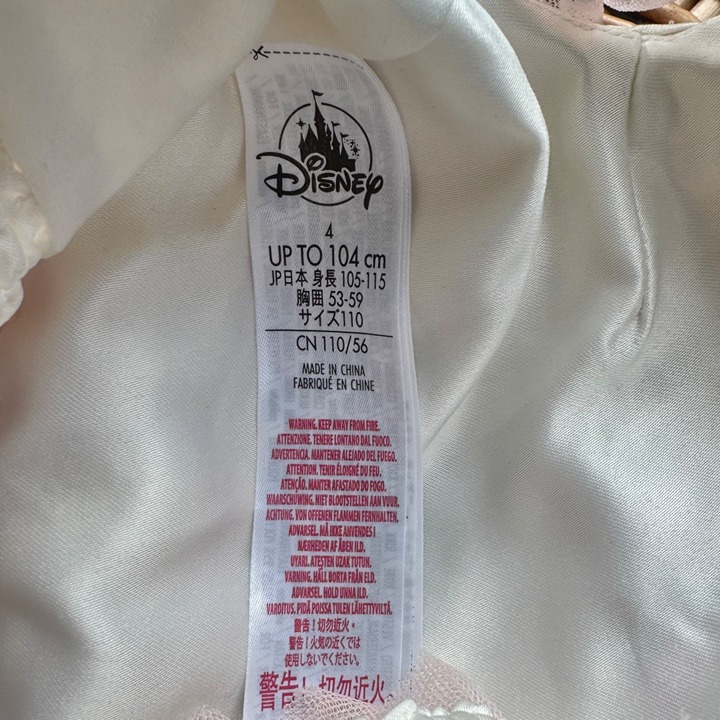 DISNEY
4
UP TO 104 cm
JP日本 身長 105-115
胸囲 53-59
サイズ110
CN 110/56
MADE IN CHINA
FABRIQUÉ EN CHINE
WARNING. KEEP AWAY FROM FIRE.
ATTENZIONE. TENERE LONTANO DAL FUOCO.
ADVERTENCIA. MANTENER ALEJADO DEL FUEGO.
ATTENTION. TENIR ÉLOIGNÉ DU FEU.
ATENÇÃO. MANTER AFASTADO DO FOGO.
WAARSCHUWING. NIET BLOOTSTELLEN AAN VUUR.
ACHTUNG. VON OFFENEN FLAMMEN FERNHALTEN.
ADVARSEL. MÅ IKKE ANVENDES I
NÆRHEDEN AF ÅBEN ILD.
UYARI. ATEŞTEN UZAK TUTUN.
VARNING. HÅLL BORTA FRÅN ELD.
ADVARSEL. HOLD UNNA ILD.
VAROITUS. PIDÄ POISSA TULEN LÄHETTYVILTÄ.
警告！切勿近火。
警告！火気の近くでは
使用しないでください。
警告！切勿近火